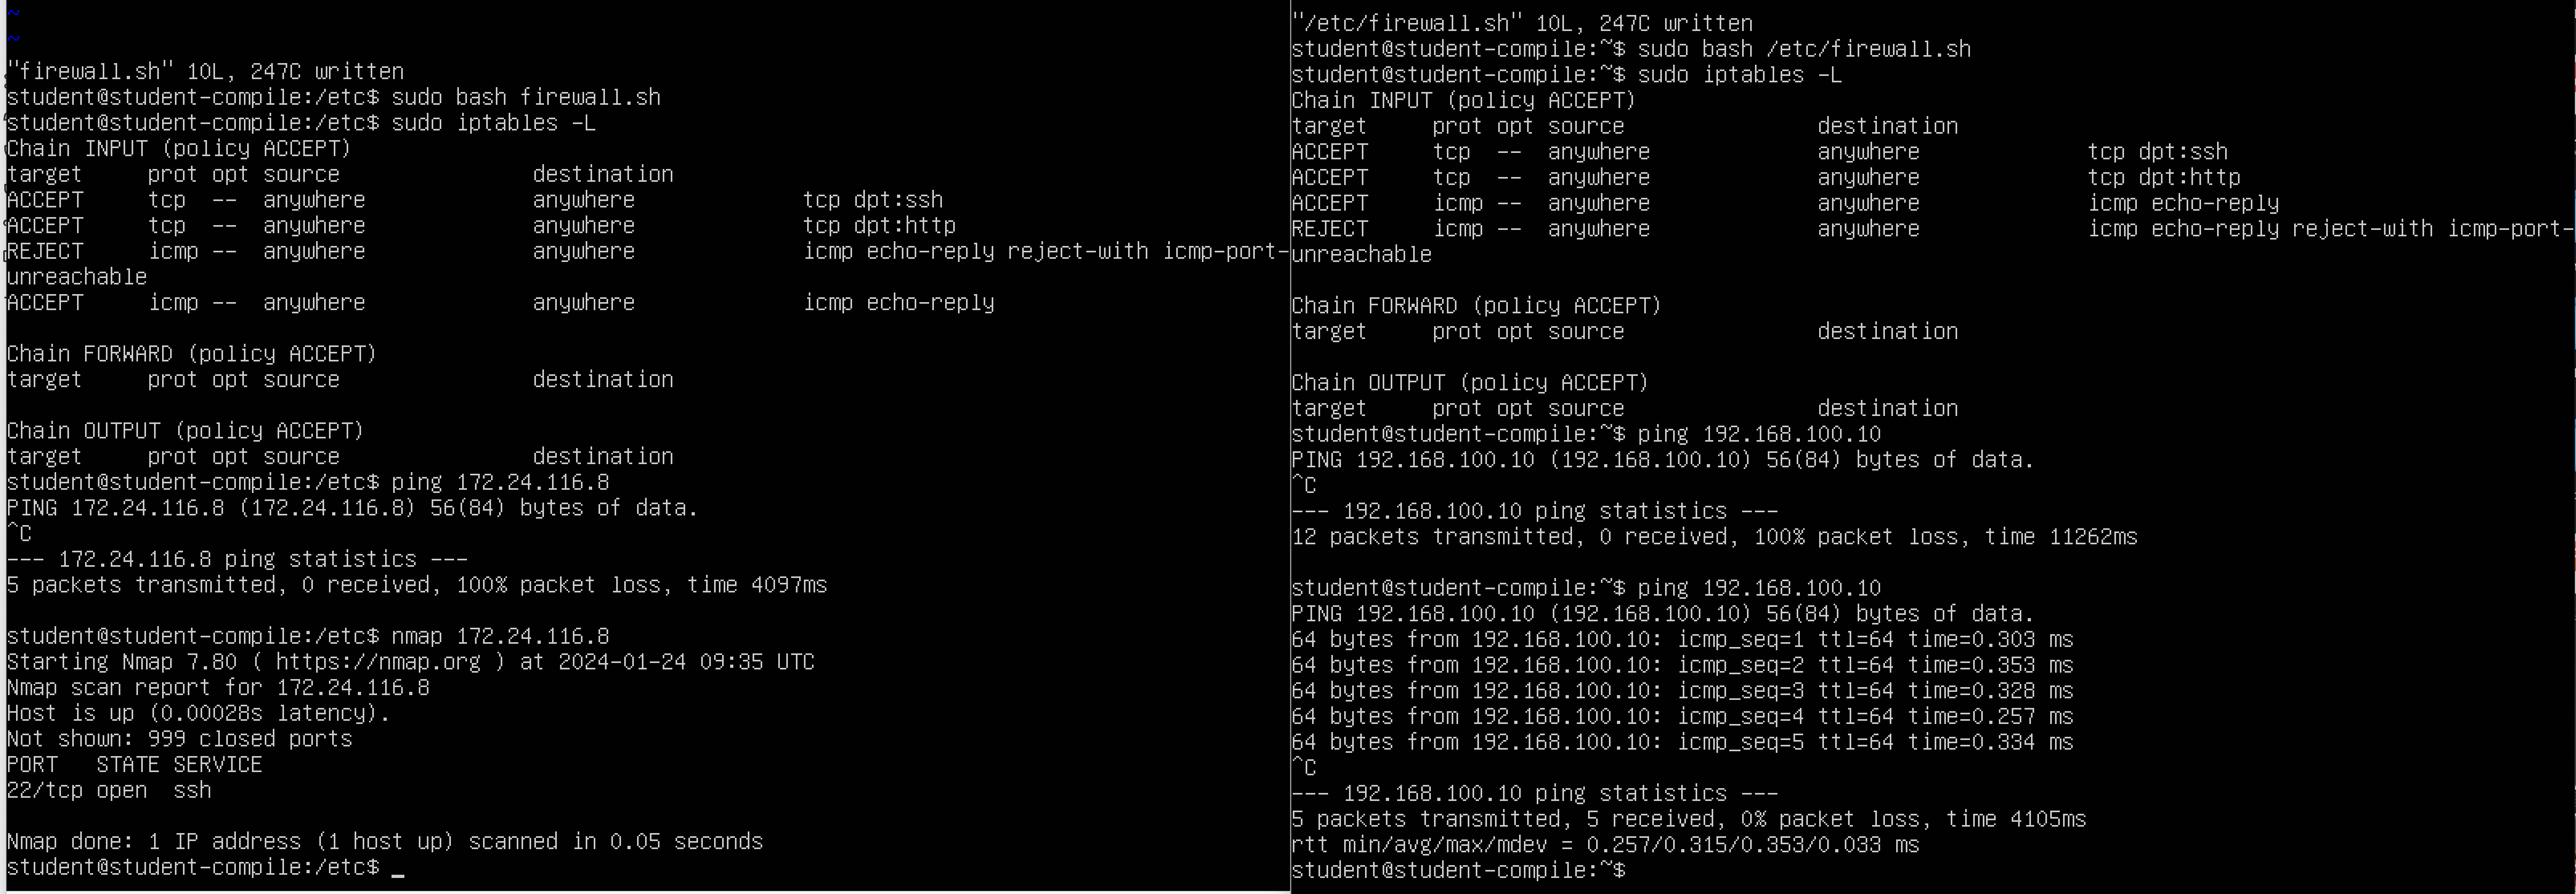 ~
~
"firewall.sh" 10L, 247C written
student@student-compile:/etc$ sudo bash firewall.sh
student@student-compile:/etc$ sudo iptables -L
Chain INPUT (policy ACCEPT)
target     prot opt source               destination
ACCEPT     tcp  --  anywhere             anywhere             tcp dpt:ssh
ACCEPT     tcp  --  anywhere             anywhere             tcp dpt:http
REJECT     icmp --  anywhere             anywhere             icmp echo-reply reject-with icmp-port-
unreachable
ACCEPT     icmp --  anywhere             anywhere             icmp echo-reply

Chain FORWARD (policy ACCEPT)
target     prot opt source               destination

Chain OUTPUT (policy ACCEPT)
target     prot opt source               destination
student@student-compile:/etc$ ping 172.24.116.8
PING 172.24.116.8 (172.24.116.8) 56(84) bytes of data.
^C
--- 172.24.116.8 ping statistics ---
5 packets transmitted, 0 received, 100% packet loss, time 4097ms

student@student-compile:/etc$ nmap 172.24.116.8
Starting Nmap 7.80 ( https://nmap.org ) at 2024-01-24 09:35 UTC
Nmap scan report for 172.24.116.8
Host is up (0.00028s latency).
Not shown: 999 closed ports
PORT   STATE SERVICE
22/tcp open  ssh

Nmap done: 1 IP address (1 host up) scanned in 0.05 seconds
student@student-compile:/etc$ _
"/etc/firewall.sh" 10L, 247C written
student@student-compile:~$ sudo bash /etc/firewall.sh
student@student-compile:~$ sudo iptables -L
Chain INPUT (policy ACCEPT)
target     prot opt source               destination
ACCEPT     tcp  --  anywhere             anywhere             tcp dpt:ssh
ACCEPT     tcp  --  anywhere             anywhere             tcp dpt:http
ACCEPT     icmp --  anywhere             anywhere             icmp echo-reply
REJECT     icmp --  anywhere             anywhere             icmp echo-reply reject-with icmp-port-
unreachable

Chain FORWARD (policy ACCEPT)
target     prot opt source               destination

Chain OUTPUT (policy ACCEPT)
target     prot opt source               destination
student@student-compile:~$ ping 192.168.100.10
PING 192.168.100.10 (192.168.100.10) 56(84) bytes of data.
^C
--- 192.168.100.10 ping statistics ---
12 packets transmitted, 0 received, 100% packet loss, time 11262ms

student@student-compile:~$ ping 192.168.100.10
PING 192.168.100.10 (192.168.100.10) 56(84) bytes of data.
64 bytes from 192.168.100.10: icmp_seq=1 ttl=64 time=0.303 ms
64 bytes from 192.168.100.10: icmp_seq=2 ttl=64 time=0.353 ms
64 bytes from 192.168.100.10: icmp_seq=3 ttl=64 time=0.328 ms
64 bytes from 192.168.100.10: icmp_seq=4 ttl=64 time=0.257 ms
64 bytes from 192.168.100.10: icmp_seq=5 ttl=64 time=0.334 ms
^C
--- 192.168.100.10 ping statistics ---
5 packets transmitted, 5 received, 0% packet loss, time 4105ms
rtt min/avg/max/mdev = 0.257/0.315/0.353/0.033 ms
student@student-compile:~$